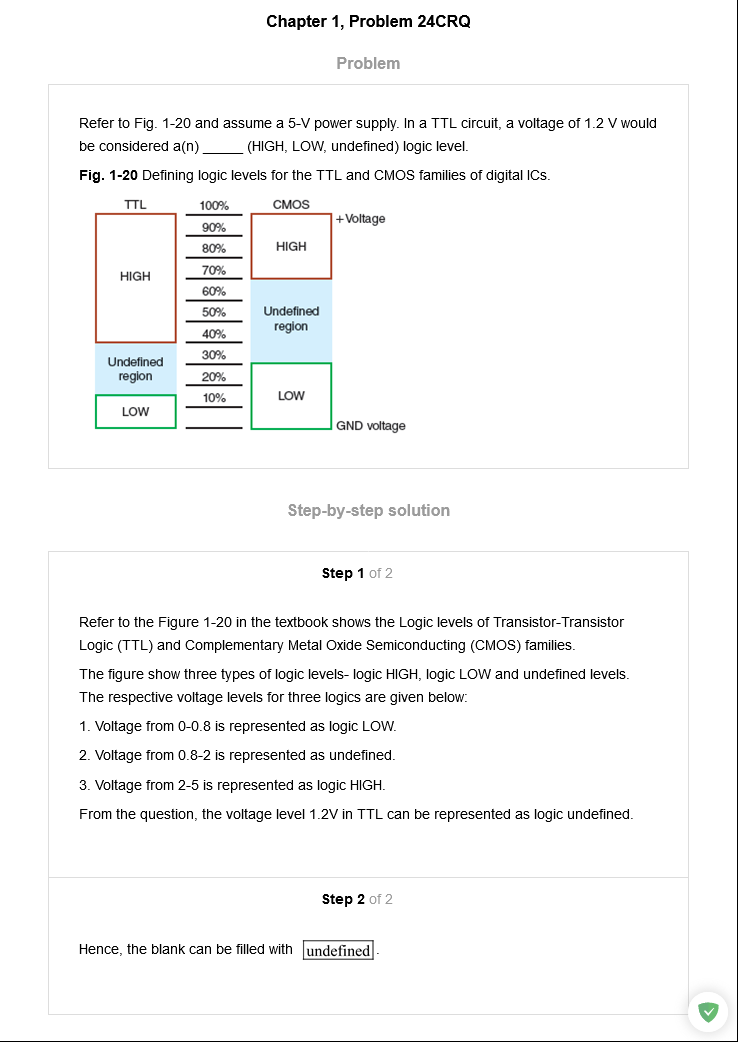 Chapter 1, Problem 24CRQ
Problem
Refer to Fig. 1-20 and assume a 5-V power supply. In a TTL circuit, a voltage of 1.2 V would
be considered a(n) _____ (HIGH, LOW, undefined) logic level.
Fig. 1-20 Defining logic levels for the TTL and CMOS families of digital ICs.
TTL
100%
CMOS
+Voltage
90%
80%
HIGH
70%
HIGH
60%
50%
Undefined
region
40%
30%
Undefined
region
20%
10%
LOW
LOW
GND voltage
Step-by-step solution
Step 1 of 2
Refer to the Figure 1-20 in the textbook shows the Logic levels of Transistor-Transistor
Logic (TTL) and Complementary Metal Oxide Semiconducting (CMOS) families.
The figure show three types of logic levels- logic HIGH, logic LOW and undefined levels.
The respective voltage levels for three logics are given below:
1. Voltage from 0-0.8 is represented as logic LOW.
2. Voltage from 0.8-2 is represented as undefined.
3. Voltage from 2-5 is represented as logic HIGH.
From the question, the voltage level 1.2V in TTL can be represented as logic undefined.
Step 2 of 2
Hence, the blank can be filled with undefined.